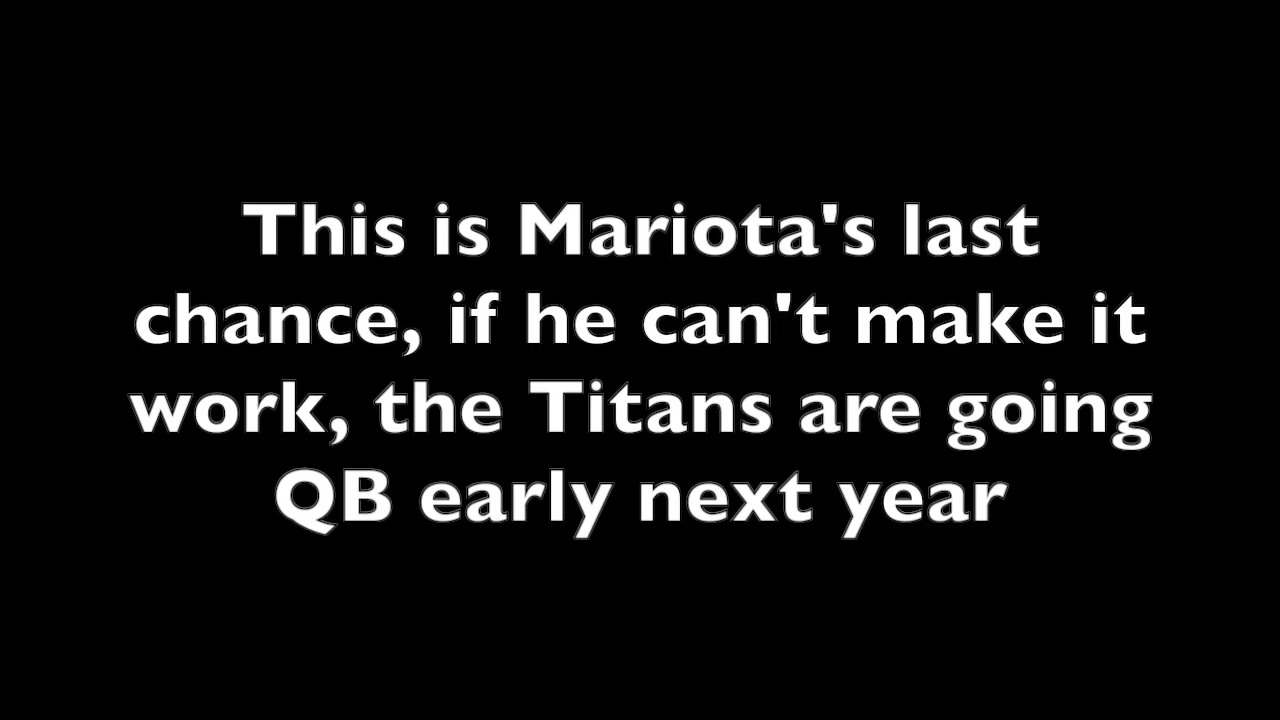 This is Mariota's last
chance, if he can't make it
work, the Titans are going
QB early next year